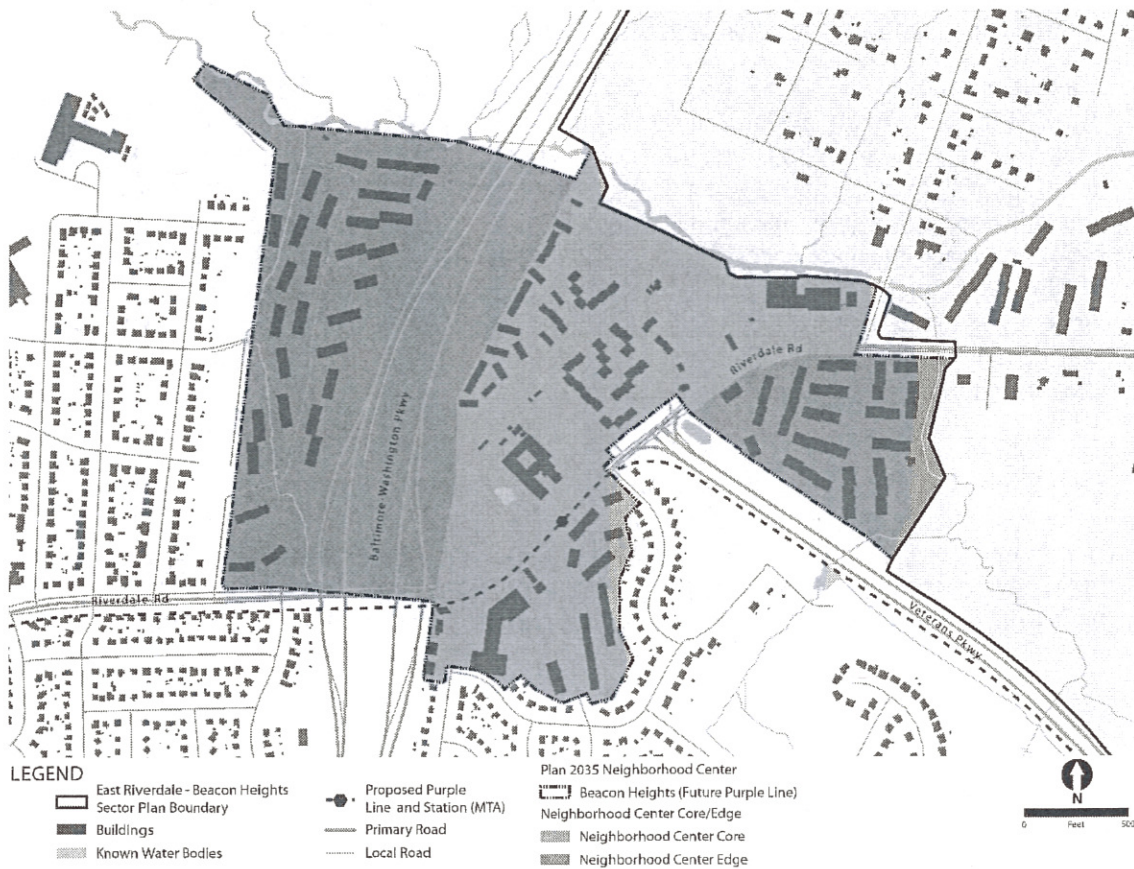 Riverdale Rd
Baltimore-Washington Pkwy
Riverdale Rd
Veterans Pkwy
LEGEND
East Riverdale - Beacon Heights
Sector Plan Boundary
Buildings
Known Water Bodies
Proposed Purple
Line and Station (MTA)
Primary Road
Local Road
Plan 2035 Neighborhood Center
Beacon Heights (Future Purple Line)
Neighborhood Center Core/Edge
Neighborhood Center Core
Neighborhood Center Edge
N
0 Feet 500